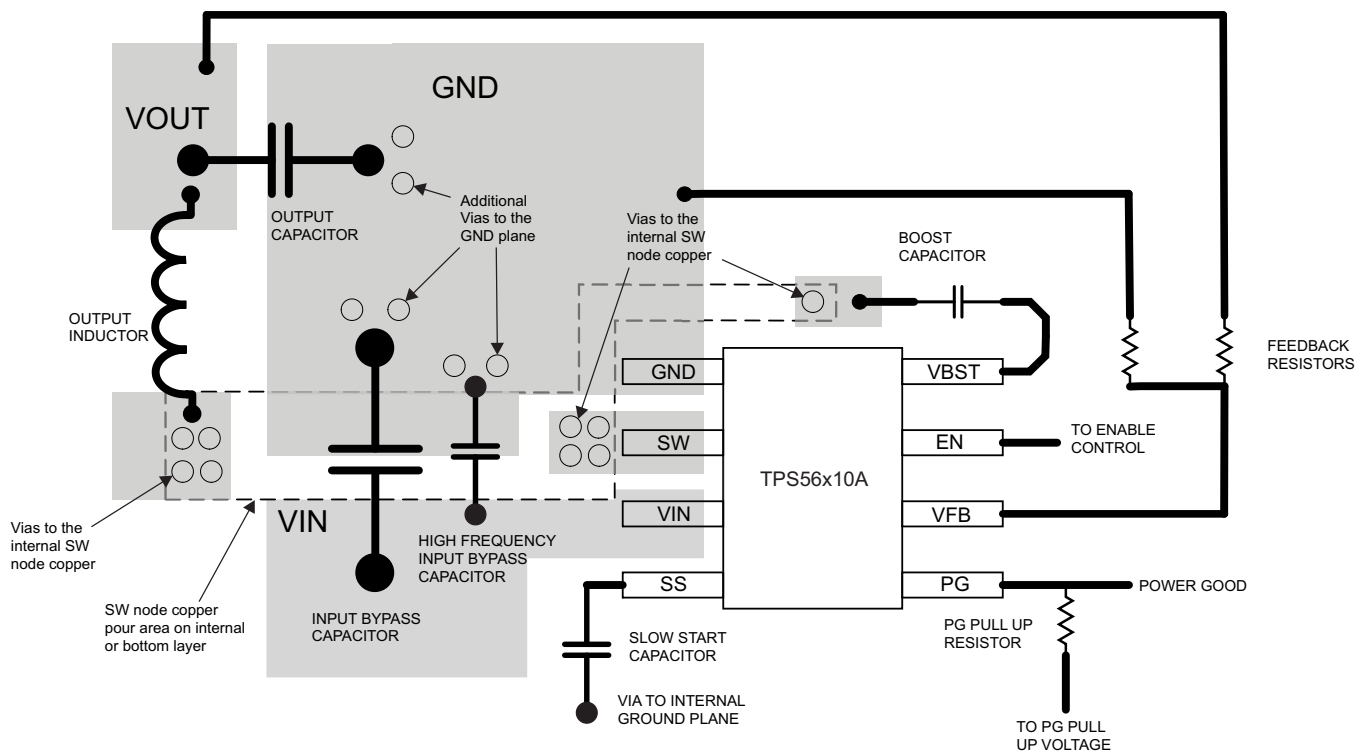 GND
VOUT
OUTPUT
CAPACITOR
Additional
Vias to the
GND plane
Vias to the
internal SW
node copper
BOOST
CAPACITOR
OUTPUT
INDUCTOR
FEEDBACK
RESISTORS
GND
VBST
SW
EN
TO ENABLE
CONTROL
TPS56x10A
VIN
VIN
VFB
Vias to the
internal SW
node copper
HIGH FREQUENCY
INPUT BYPASS
CAPACITOR
SS
PG
POWER GOOD
SW node copper
pour area on internal
or bottom layer
INPUT BYPASS
CAPACITOR
SLOW START
CAPACITOR
PG PULL UP
RESISTOR
VIA TO INTERNAL
GROUND PLANE
TO PG PULL
UP VOLTAGE